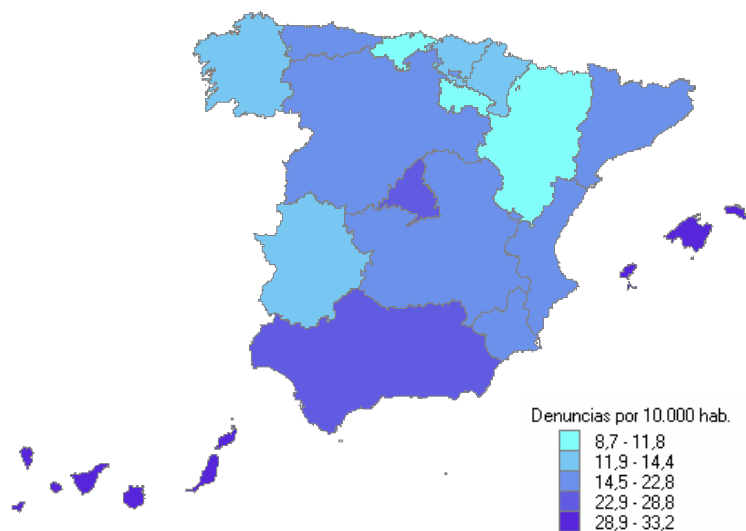 Denuncias por 10.000 hab.
8,7 - 11,8
11,9 - 14,4
14,5 - 22,8
22,9 - 28,8
28,9 - 33,2